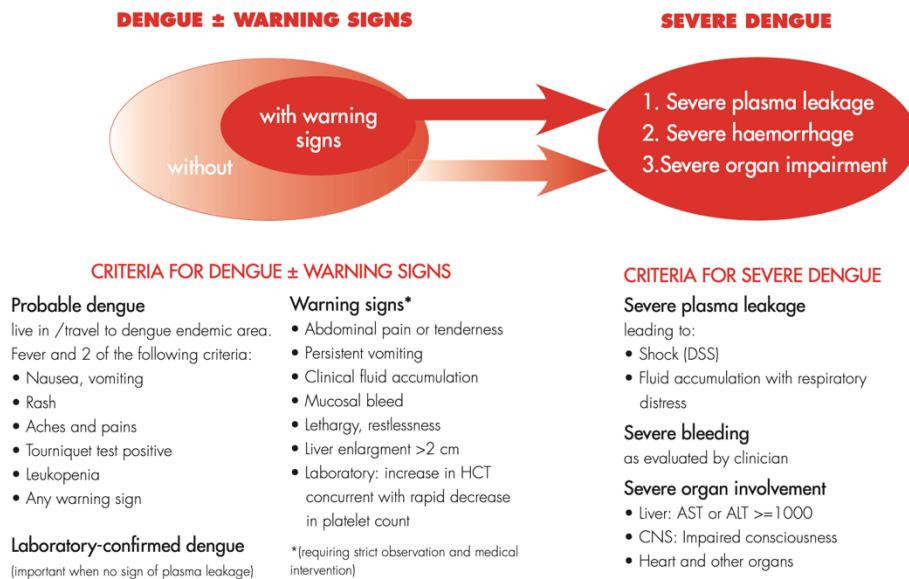 DENGUE ± WARNING SIGNS
SEVERE DENGUE
with warning
signs
without
1. Severe plasma leakage
2. Severe haemorrhage
3.Severe organ impairment
CRITERIA FOR DENGUE ± WARNING SIGNS
Probable dengue
live in /travel to dengue endemic area.
Fever and 2 of the following criteria:
• Nausea, vomiting
• Rash
• Aches and pains
• Tourniquet test positive
• Leukopenia
• Any warning sign
Laboratory-confirmed dengue
(important when no sign of plasma leakage)
Warning signs*
• Abdominal pain or tenderness
• Persistent vomiting
• Clinical fluid accumulation
• Mucosal bleed
• Lethargy, restlessness
• Liver enlargment >2 cm
• Laboratory: increase in HCT
concurrent with rapid decrease
in platelet count
*(requiring strict observation and medical
intervention)
CRITERIA FOR SEVERE DENGUE
Severe plasma leakage
leading to:
• Shock (DSS)
• Fluid accumulation with respiratory
distress
Severe bleeding
as evaluated by clinician
Severe organ involvement
• Liver: AST or ALT >=1000
• CNS: Impaired consciousness
• Heart and other organs